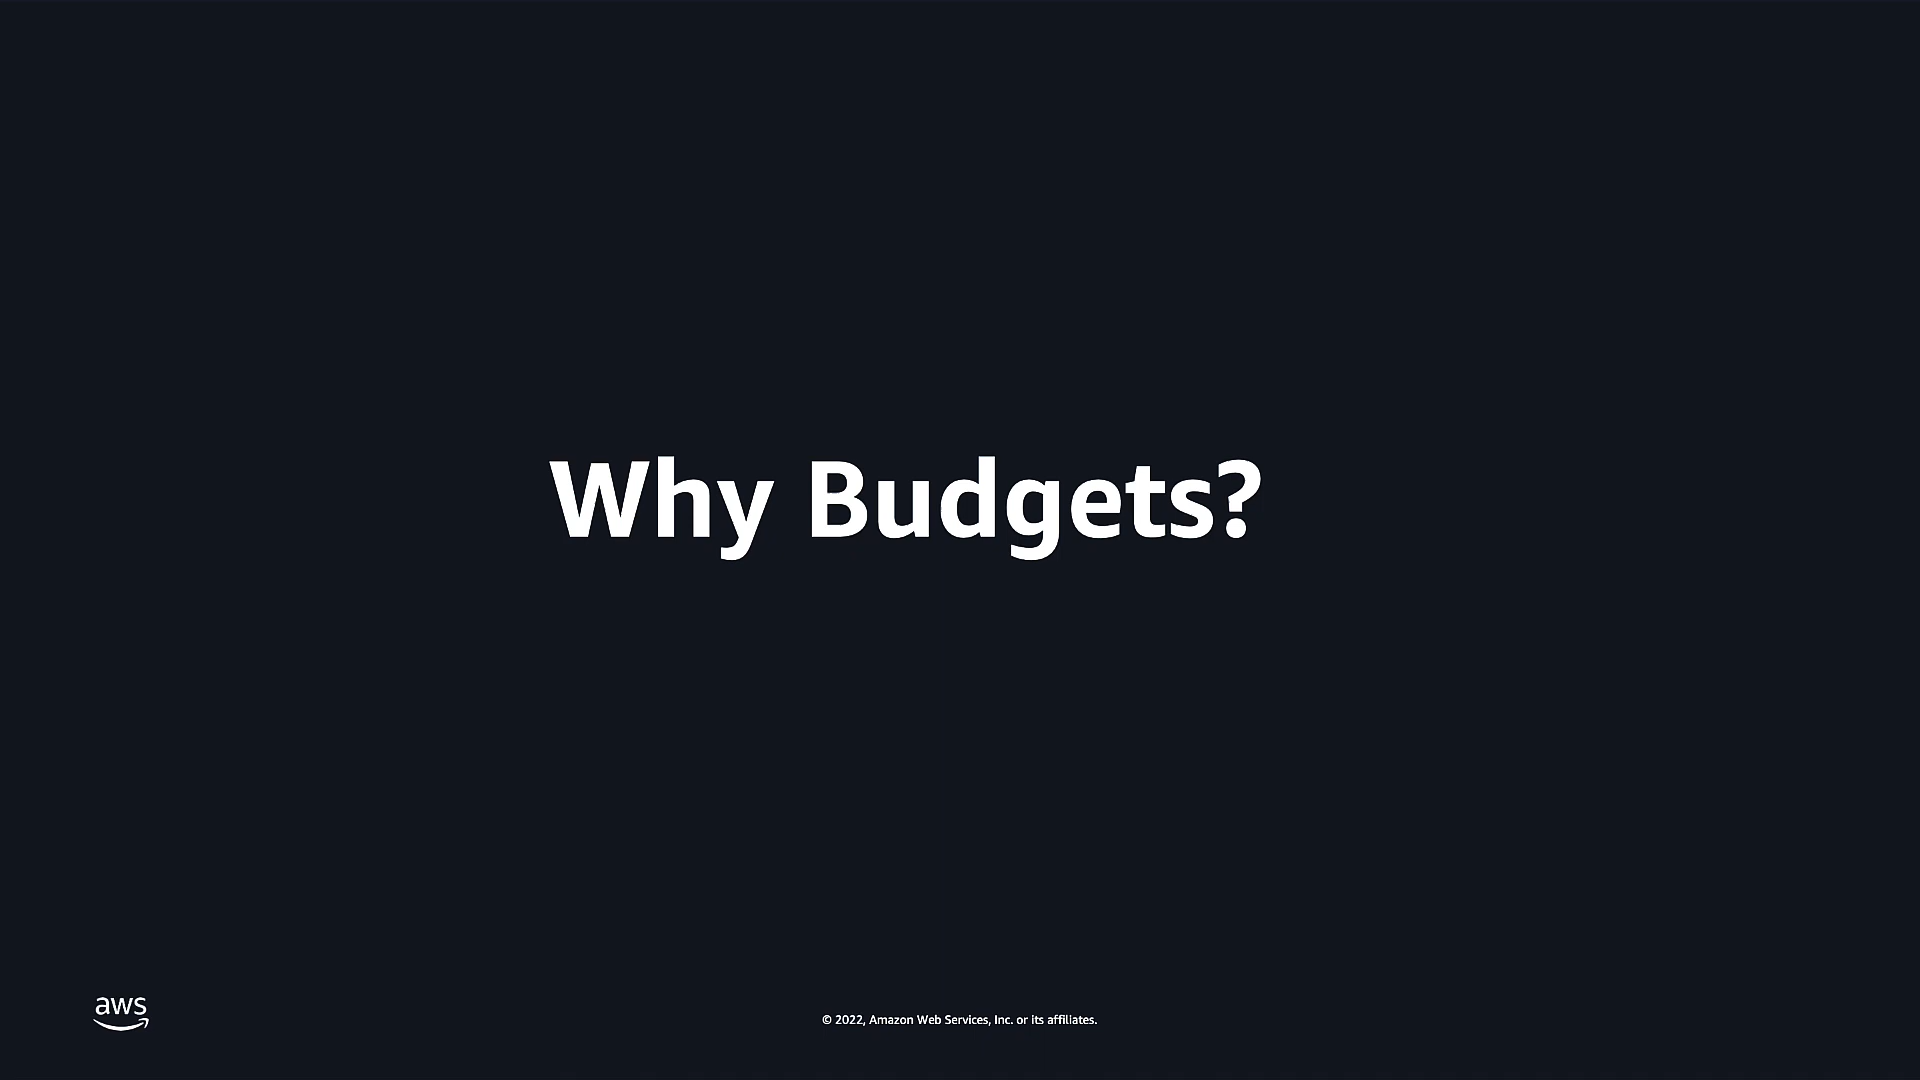 Why Budgets?
aws
© 2022, Amazon Web Services, Inc. or its affiliates.